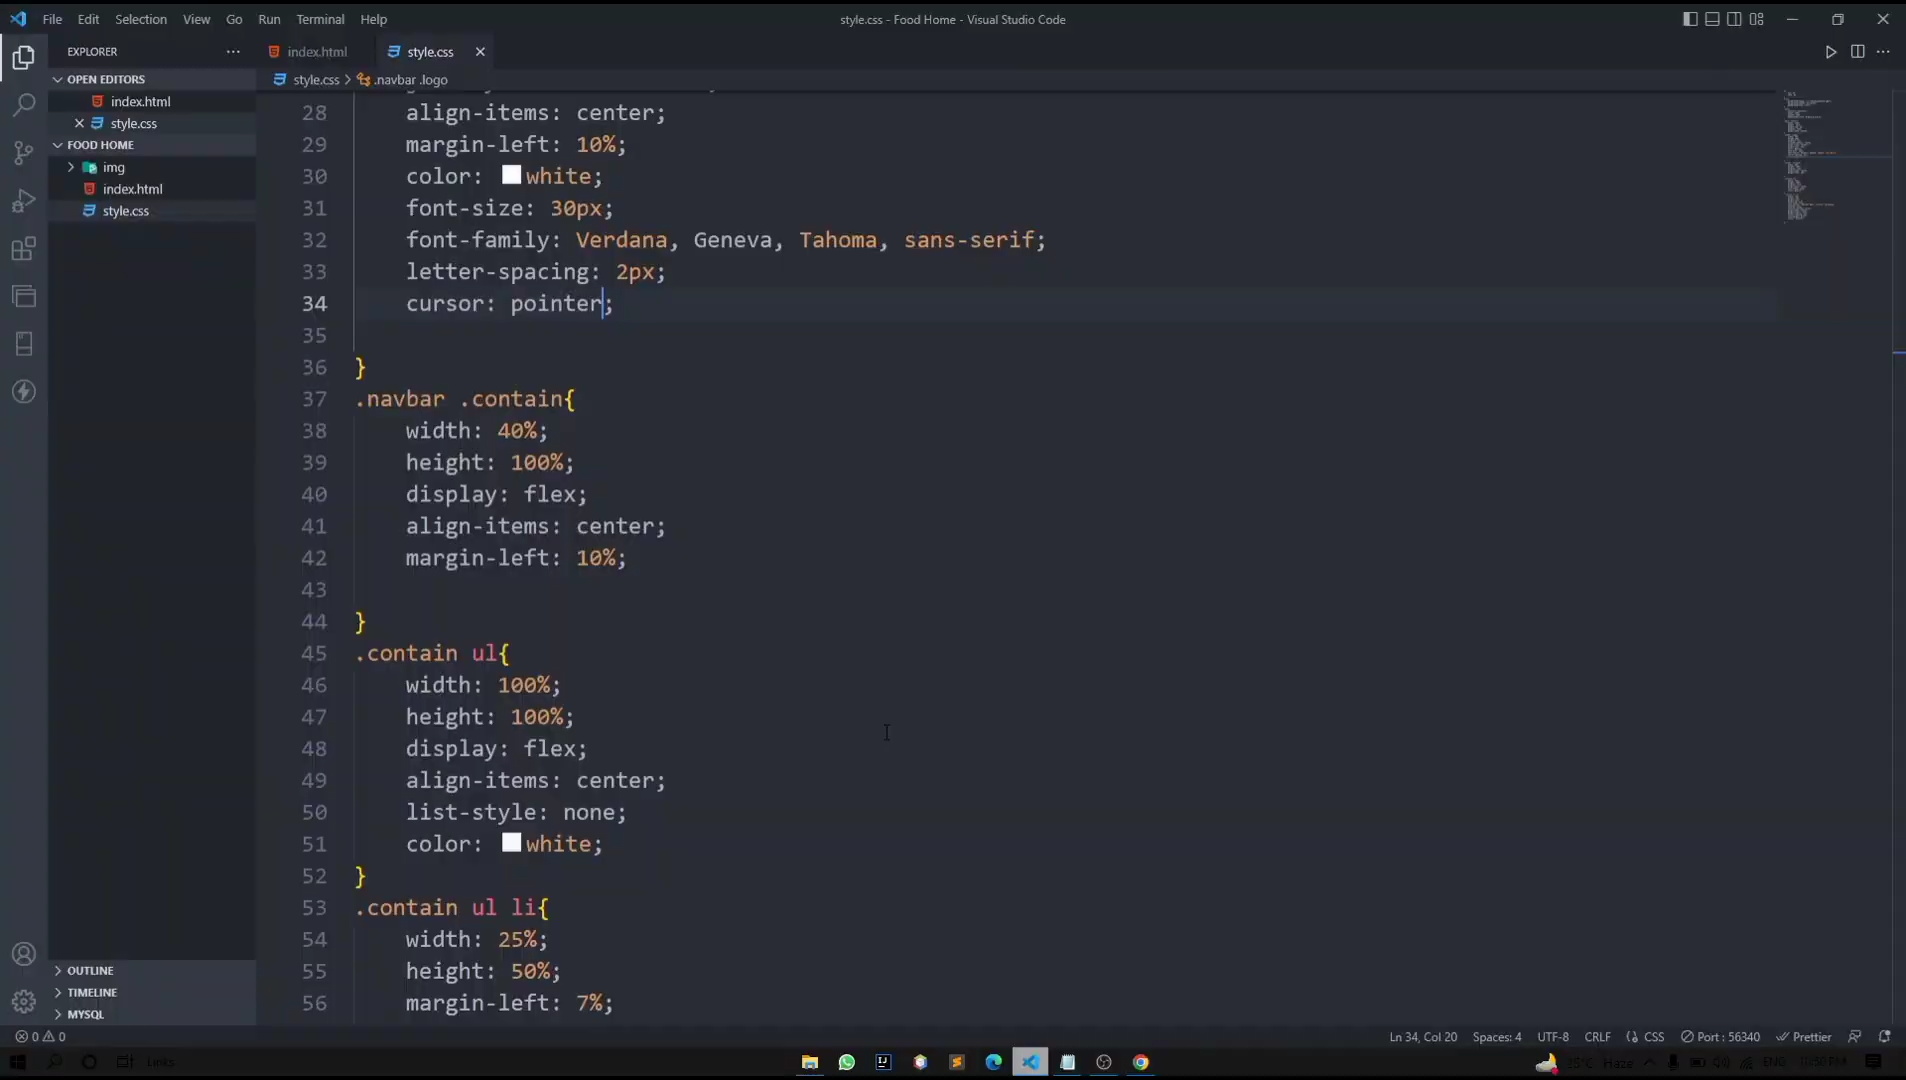 File Edit Selection View Go Run Terminal Help
style.css - Food Home - Visual Studio Code
EXPLORER
index.html
style.css
OPEN EDITORS
index.html
style.css
FOOD HOME
img
index.html
style.css
OUTLINE
TIMELINE
MYSQL
style.css > .navbar .logo
28 align-items: center;
29 margin-left: 10%;
30 color: white;
31 font-size: 30px;
32 font-family: Verdana, Geneva, Tahoma, sans-serif;
33 letter-spacing: 2px;
34 cursor: pointer;
35
36 }
37 .navbar .contain{
38 width: 40%;
39 height: 100%;
40 display: flex;
41 align-items: center;
42 margin-left: 10%;
43
44 }
45 .contain ul{
46 width: 100%;
47 height: 100%;
48 display: flex;
49 align-items: center;
50 list-style: none;
51 color: white;
52 }
53 .contain ul li{
54 width: 25%;
55 height: 50%;
56 margin-left: 7%;
0 0
Ln 34, Col 20 Spaces: 4 UTF-8 CRLF CSS Port : 56340 Prettier
Links
Haze ENG